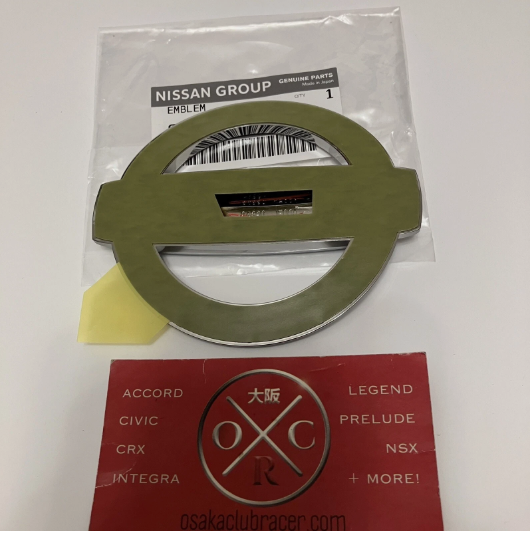 NISSAN GROUP GENUINE PARTS
Made in Japan
EMBLEM
QTY 1
ACCORD
CIVIC
CRX
INTEGRA
大阪
O C
R
LEGEND
PRELUDE
NSX
+ MORE!
osakaclubracer.com